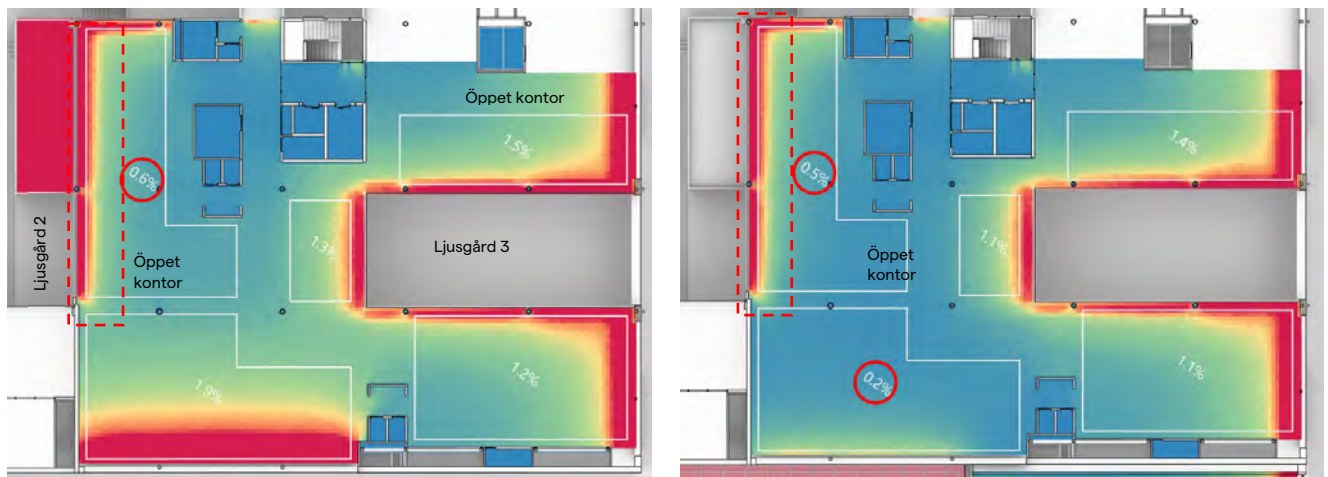 Öppet kontor
1.5%
0.6%
Ljusgård 2
1.3%
Ljusgård 3
Öppet
kontor
1.9%
1.2%
1.4%
0.5%
1.1%
Öppet
kontor
0.2%
1.1%